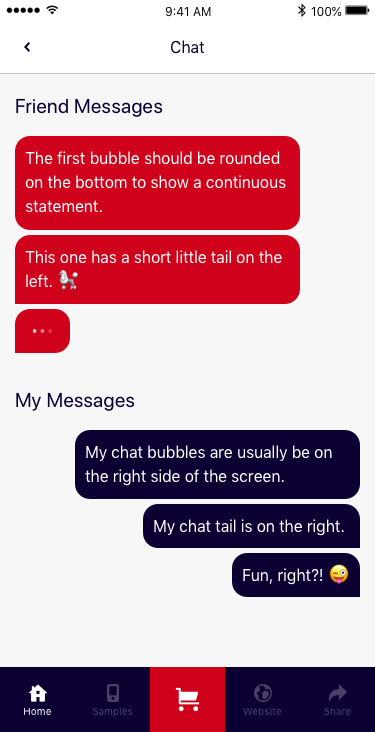 9:41 AM
100%
Chat
Friend Messages
The first bubble should be rounded
on the bottom to show a continuous
statement.
This one has a short little tail on the
left. 🐩
My Messages
My chat bubbles are usually be on
the right side of the screen.
My chat tail is on the right.
Fun, right?! 😜
Home
Samples
Website
Share